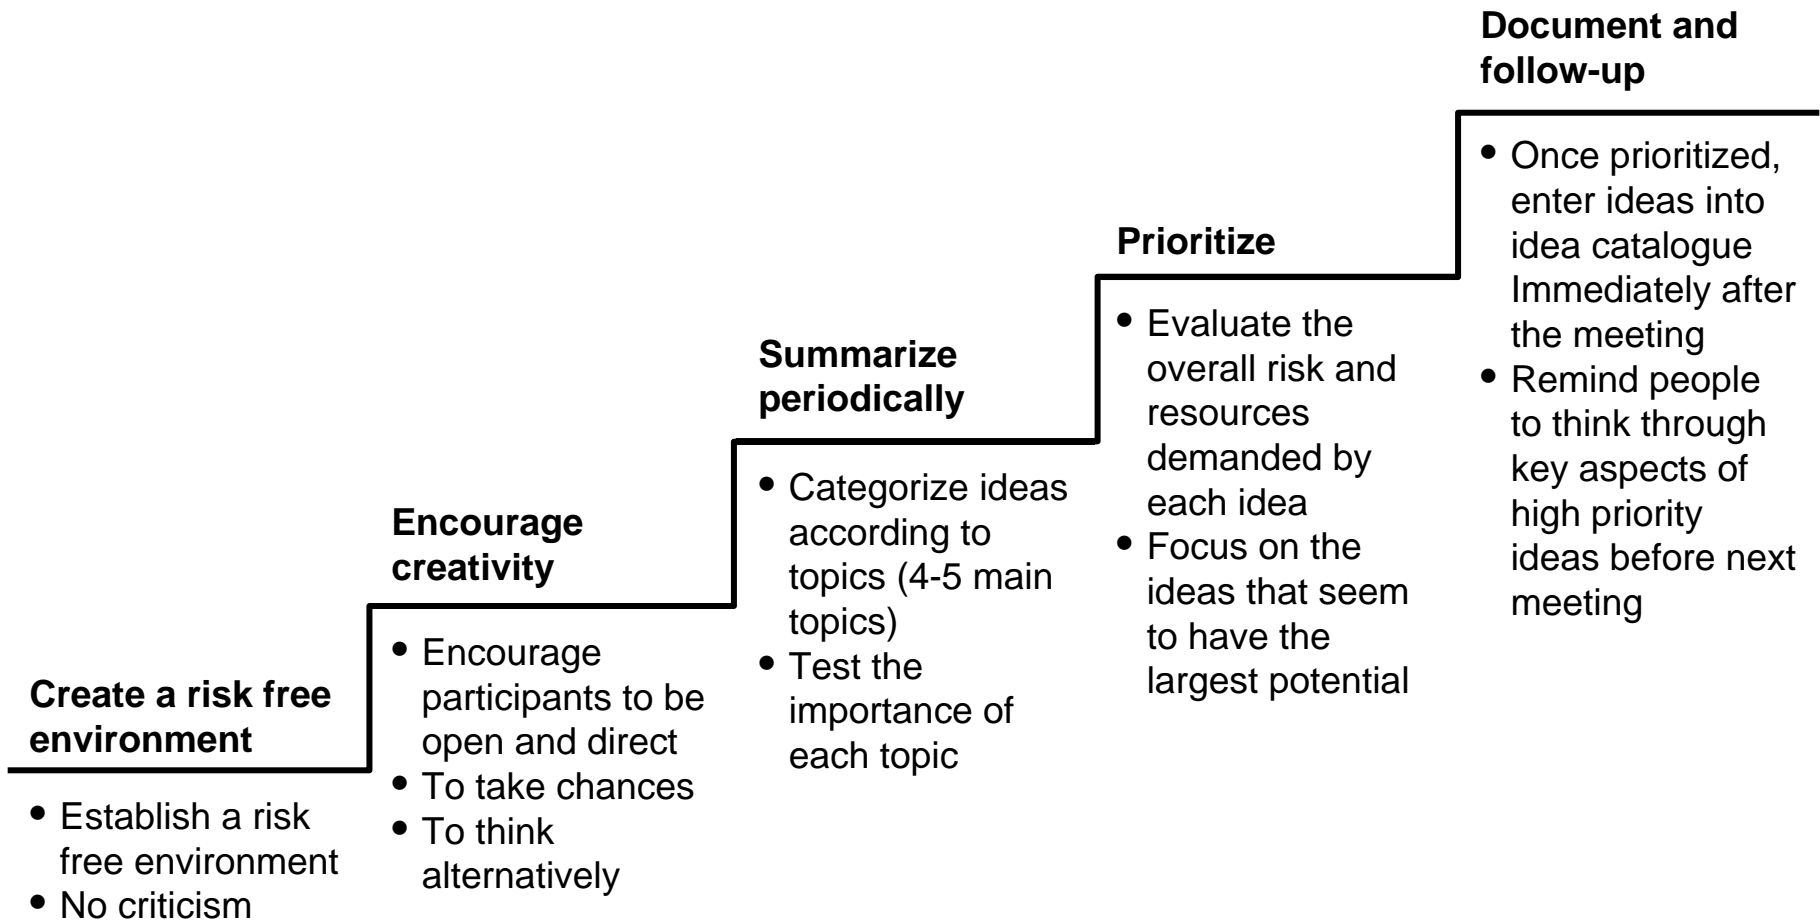 Create a risk free
environment
• Establish a risk
free environment
• No criticism
Encourage
creativity
• Encourage
participants to be
open and direct
• To take chances
• To think
alternatively
Summarize
periodically
• Categorize ideas
according to
topics (4-5 main
topics)
• Test the
importance of
each topic
Prioritize
• Evaluate the
overall risk and
resources
demanded by
each idea
• Focus on the
ideas that seem
to have the
largest potential
Document and
follow-up
• Once prioritized,
enter ideas into
idea catalogue
Immediately after
the meeting
• Remind people
to think through
key aspects of
high priority
ideas before next
meeting